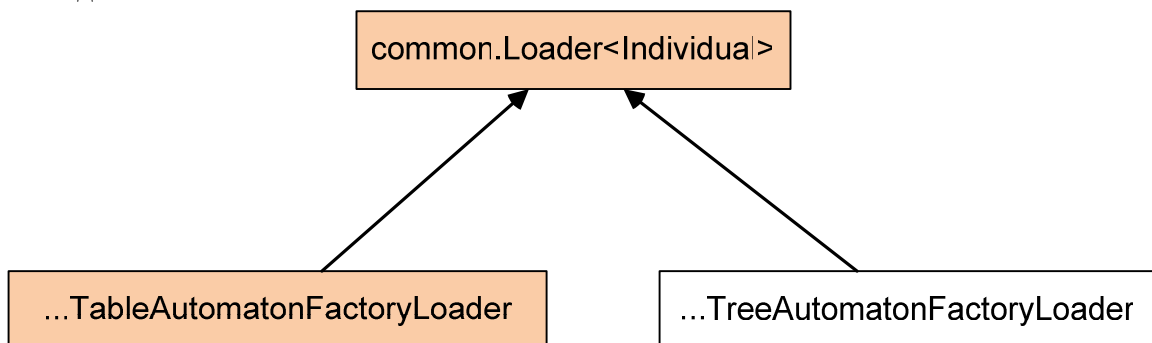 common.Loader<Individual>
...TableAutomatonFactoryLoader
...TreeAutomatonFactoryLoader